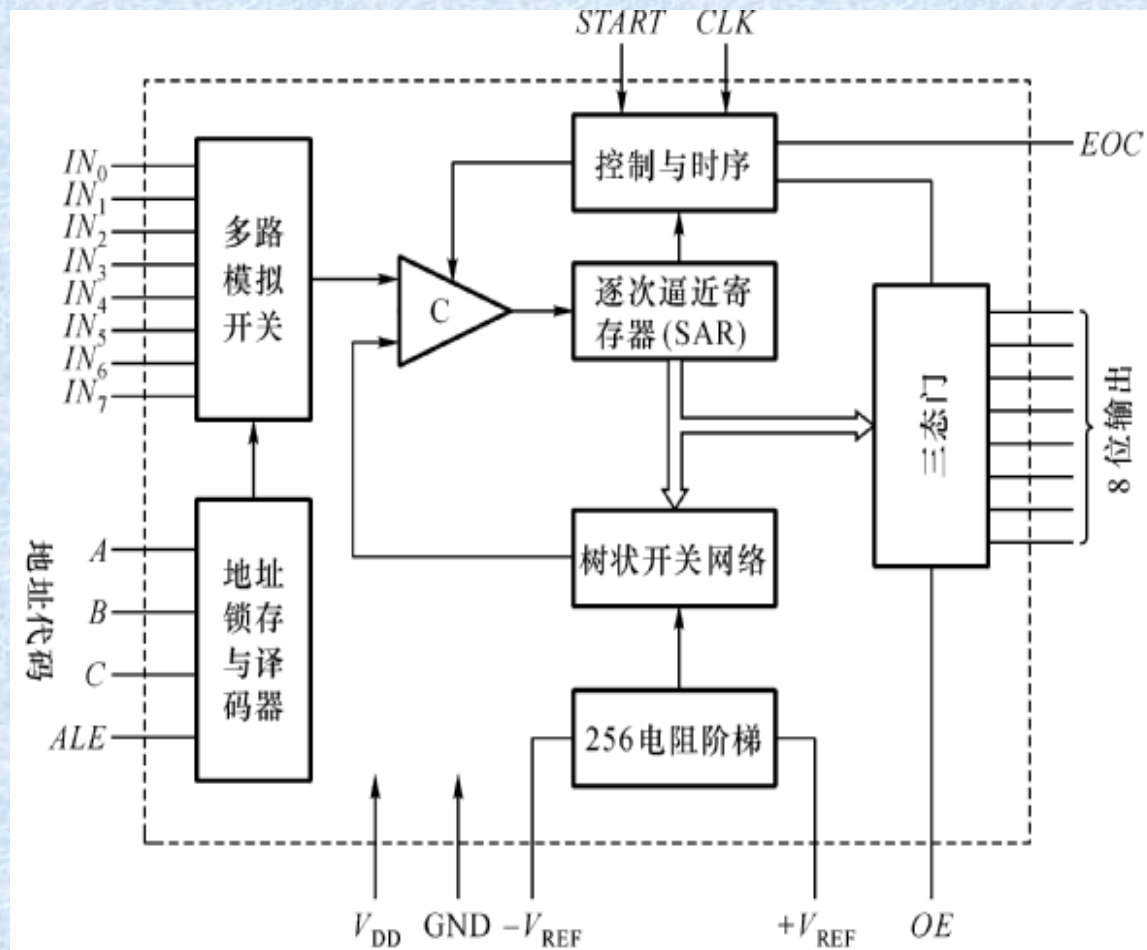 START CLK
控制与时序
EOC
IN0
IN1
IN2
IN3
IN4
IN5
IN6
IN7
多路
模拟
开关
C
逐次逼近寄
存器(SAR)
三态门
8位输出
地址代码
A
B
C
ALE
地址
锁存
与译
码器
树状开关网络
256电阻阶梯
VDD GND −VREF +VREF OE